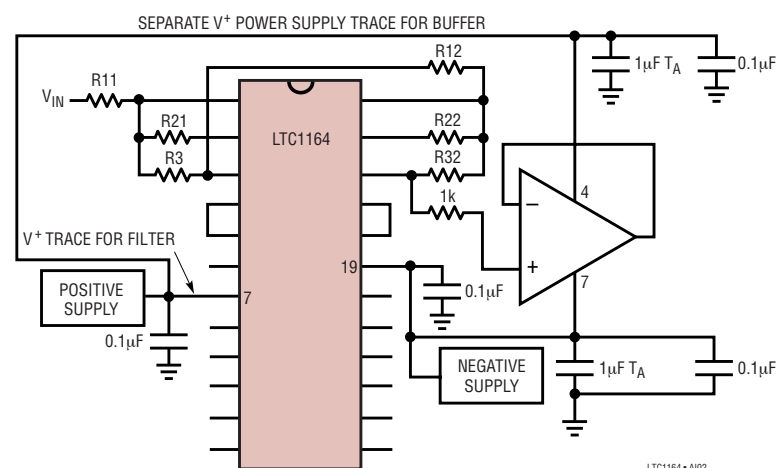 SEPARATE V+ POWER SUPPLY TRACE FOR BUFFER
R12
1µF TA
0.1µF
R11
VIN
R21
R22
LTC1164
R3
R32
1k
4
–
+
7
V+ TRACE FOR FILTER
19
POSITIVE
SUPPLY
7
0.1µF
0.1µF
NEGATIVE
SUPPLY
1µF TA
0.1µF
LTC1164 • AI02